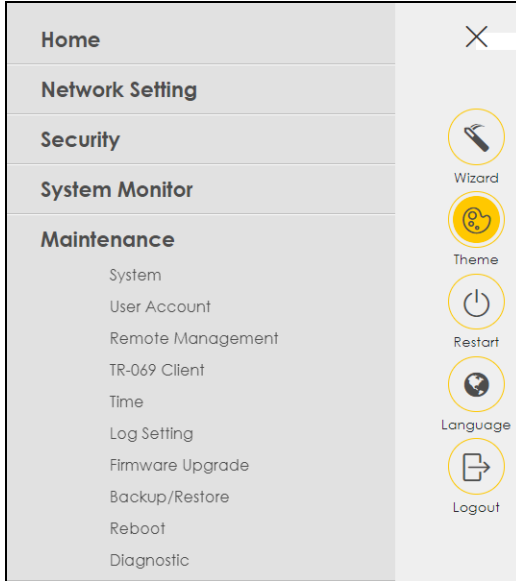 Home
Network Setting
Security
System Monitor
Maintenance
System
User Account
Remote Management
TR-069 Client
Time
Log Setting
Firmware Upgrade
Backup/Restore
Reboot
Diagnostic
Wizard
Theme
Restart
Language
Logout